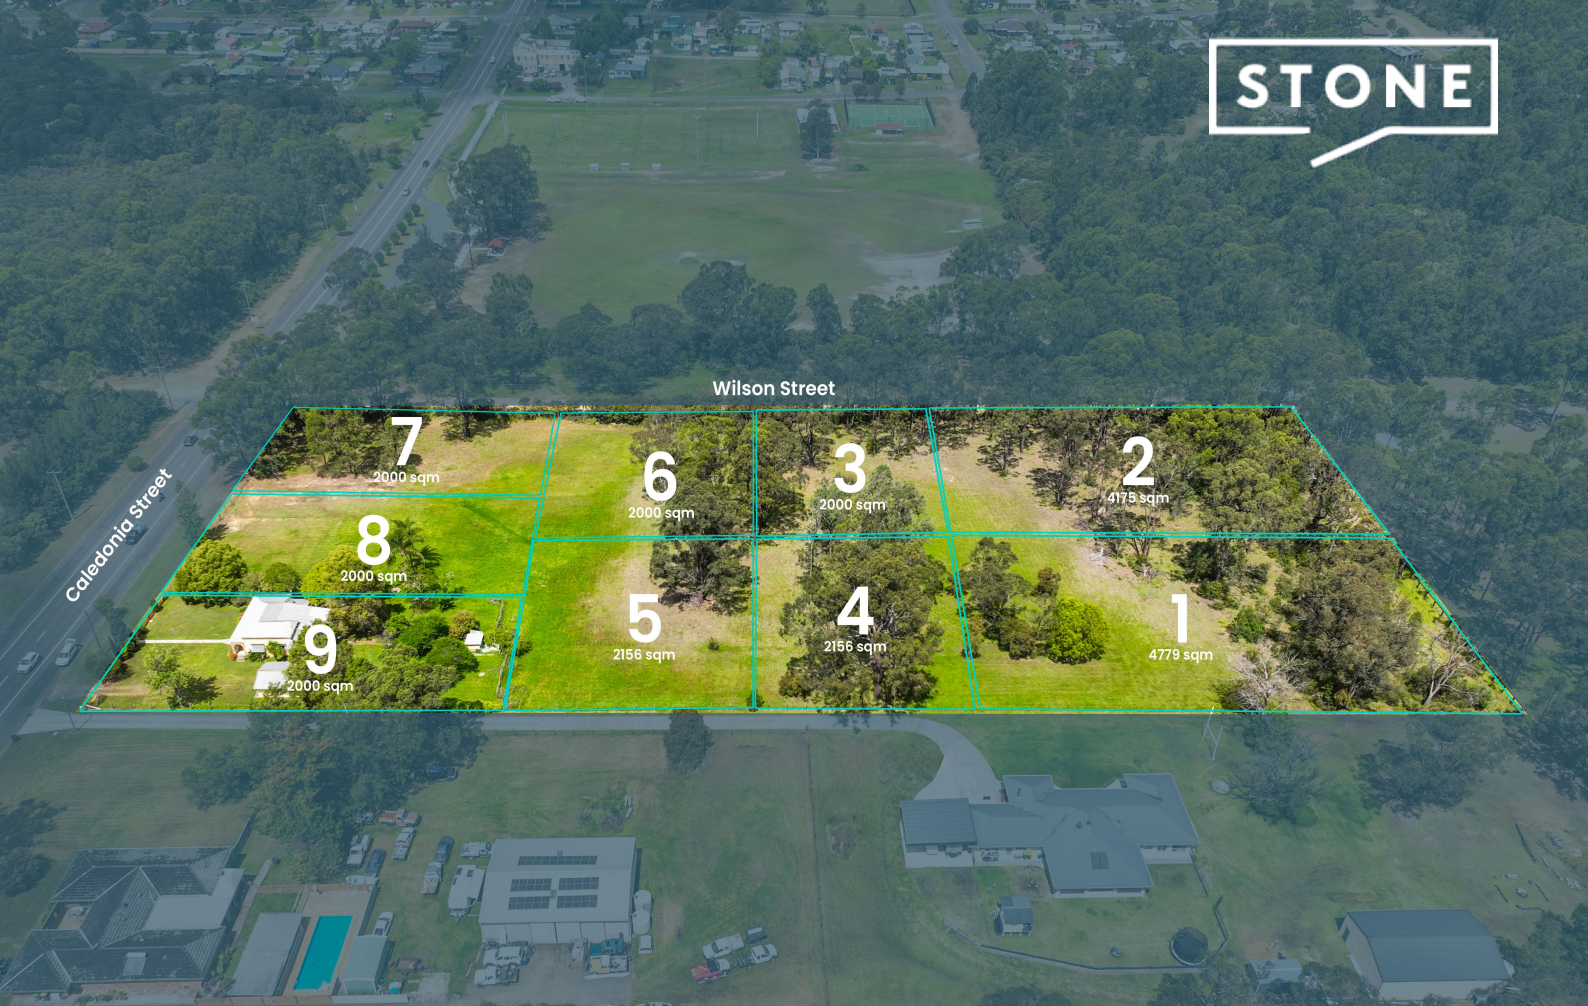 STONE
Wilson Street
7
2000 sqm
6
2000 sqm
3
2000 sqm
2
4175 sqm
Caledonia Street
8
2000 sqm
9
2000 sqm
5
2156 sqm
4
2156 sqm
1
4779 sqm